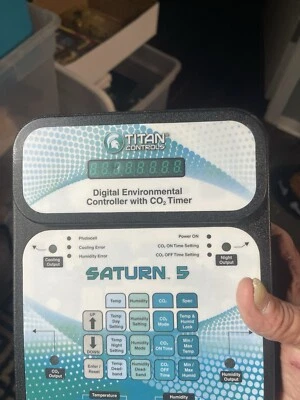 TITAN
CONTROLS
Digital Environmental
Controller with CO₂ Timer
Photocell
Cooling Error
Humidity Error
Power OK
CO₂ ON Time Setting
CO₂ OFF Time Setting
Cooling
Output
Night
Output
SATURN 5
Temp
Humidity
CO₂
Span
UP
Temp
Day
Setting
Humidity
Setting
CO₂
Mode
Temp &
Humid
Lock
DOWN
Temp
Night
Setting
Humidity
Mode
CO₂
ON Time
Min /
Max
Temp
Enter /
Reset
Temp
Dead-
Band
Humidity
Dead-
Band
CO₂
OFF
Time
Min /
Max
Humid
CO₂
Output
Humidity
Output
Temperature
Humidity